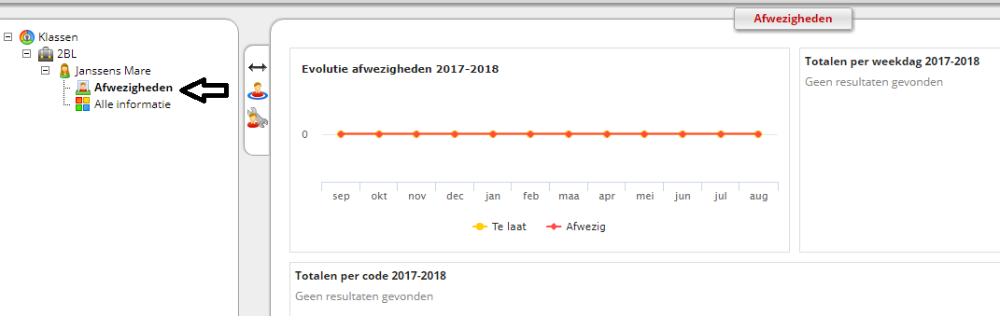 Afwezigheden
Klassen
2BL
Janssens Mare
Afwezigheden
Alle informatie
Evolutie afwezigheden 2017-2018
0
sep okt nov dec jan feb maa apr mei jun jul aug
Te laat Afwezig
Totalen per weekdag 2017-2018
Geen resultaten gevonden
Totalen per code 2017-2018
Geen resultaten gevonden